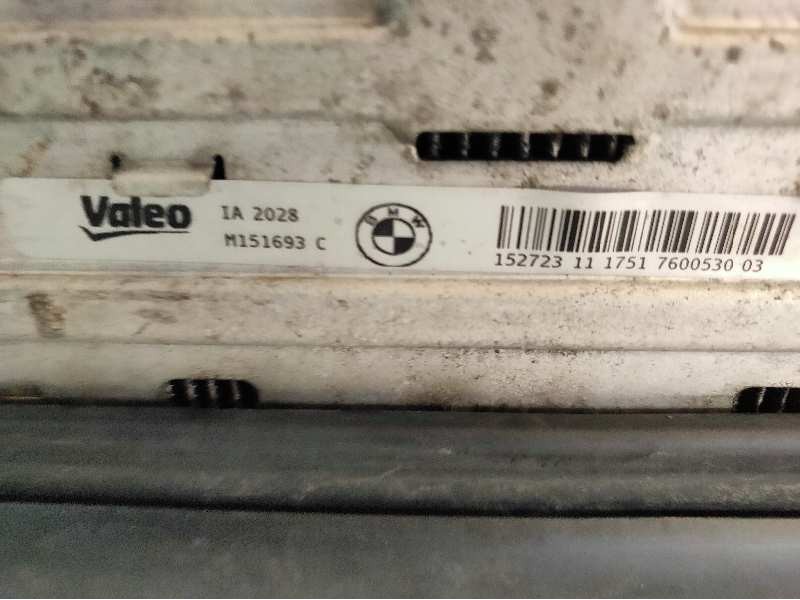 Valeo
IA 2028
M151693 C
BMW
152723 11 1751 7600530 03